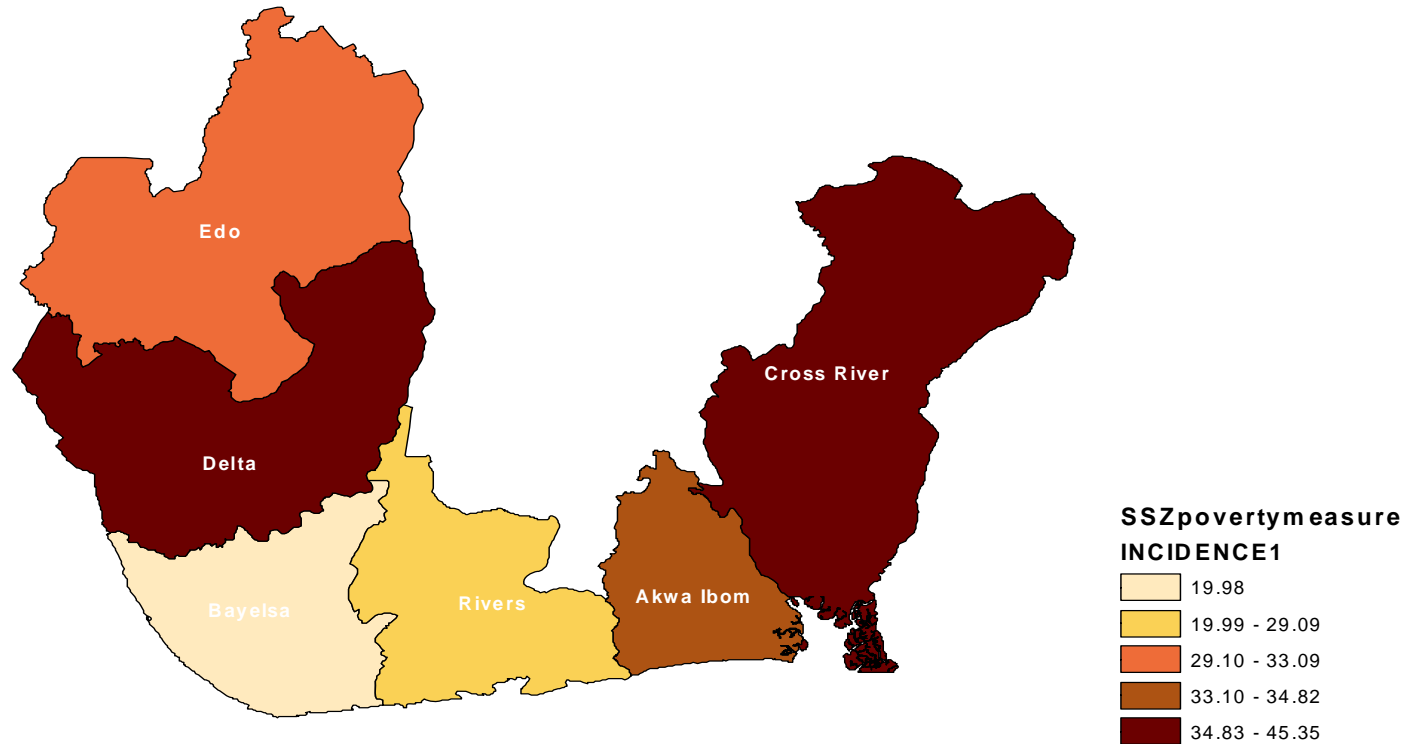 Edo
Cross River
Delta
Akwa Ibom
Bayelsa
Rivers
SSZpovertymeasure
INCIDENCE1
19.98
19.99 - 29.09
29.10 - 33.09
33.10 - 34.82
34.83 - 45.35